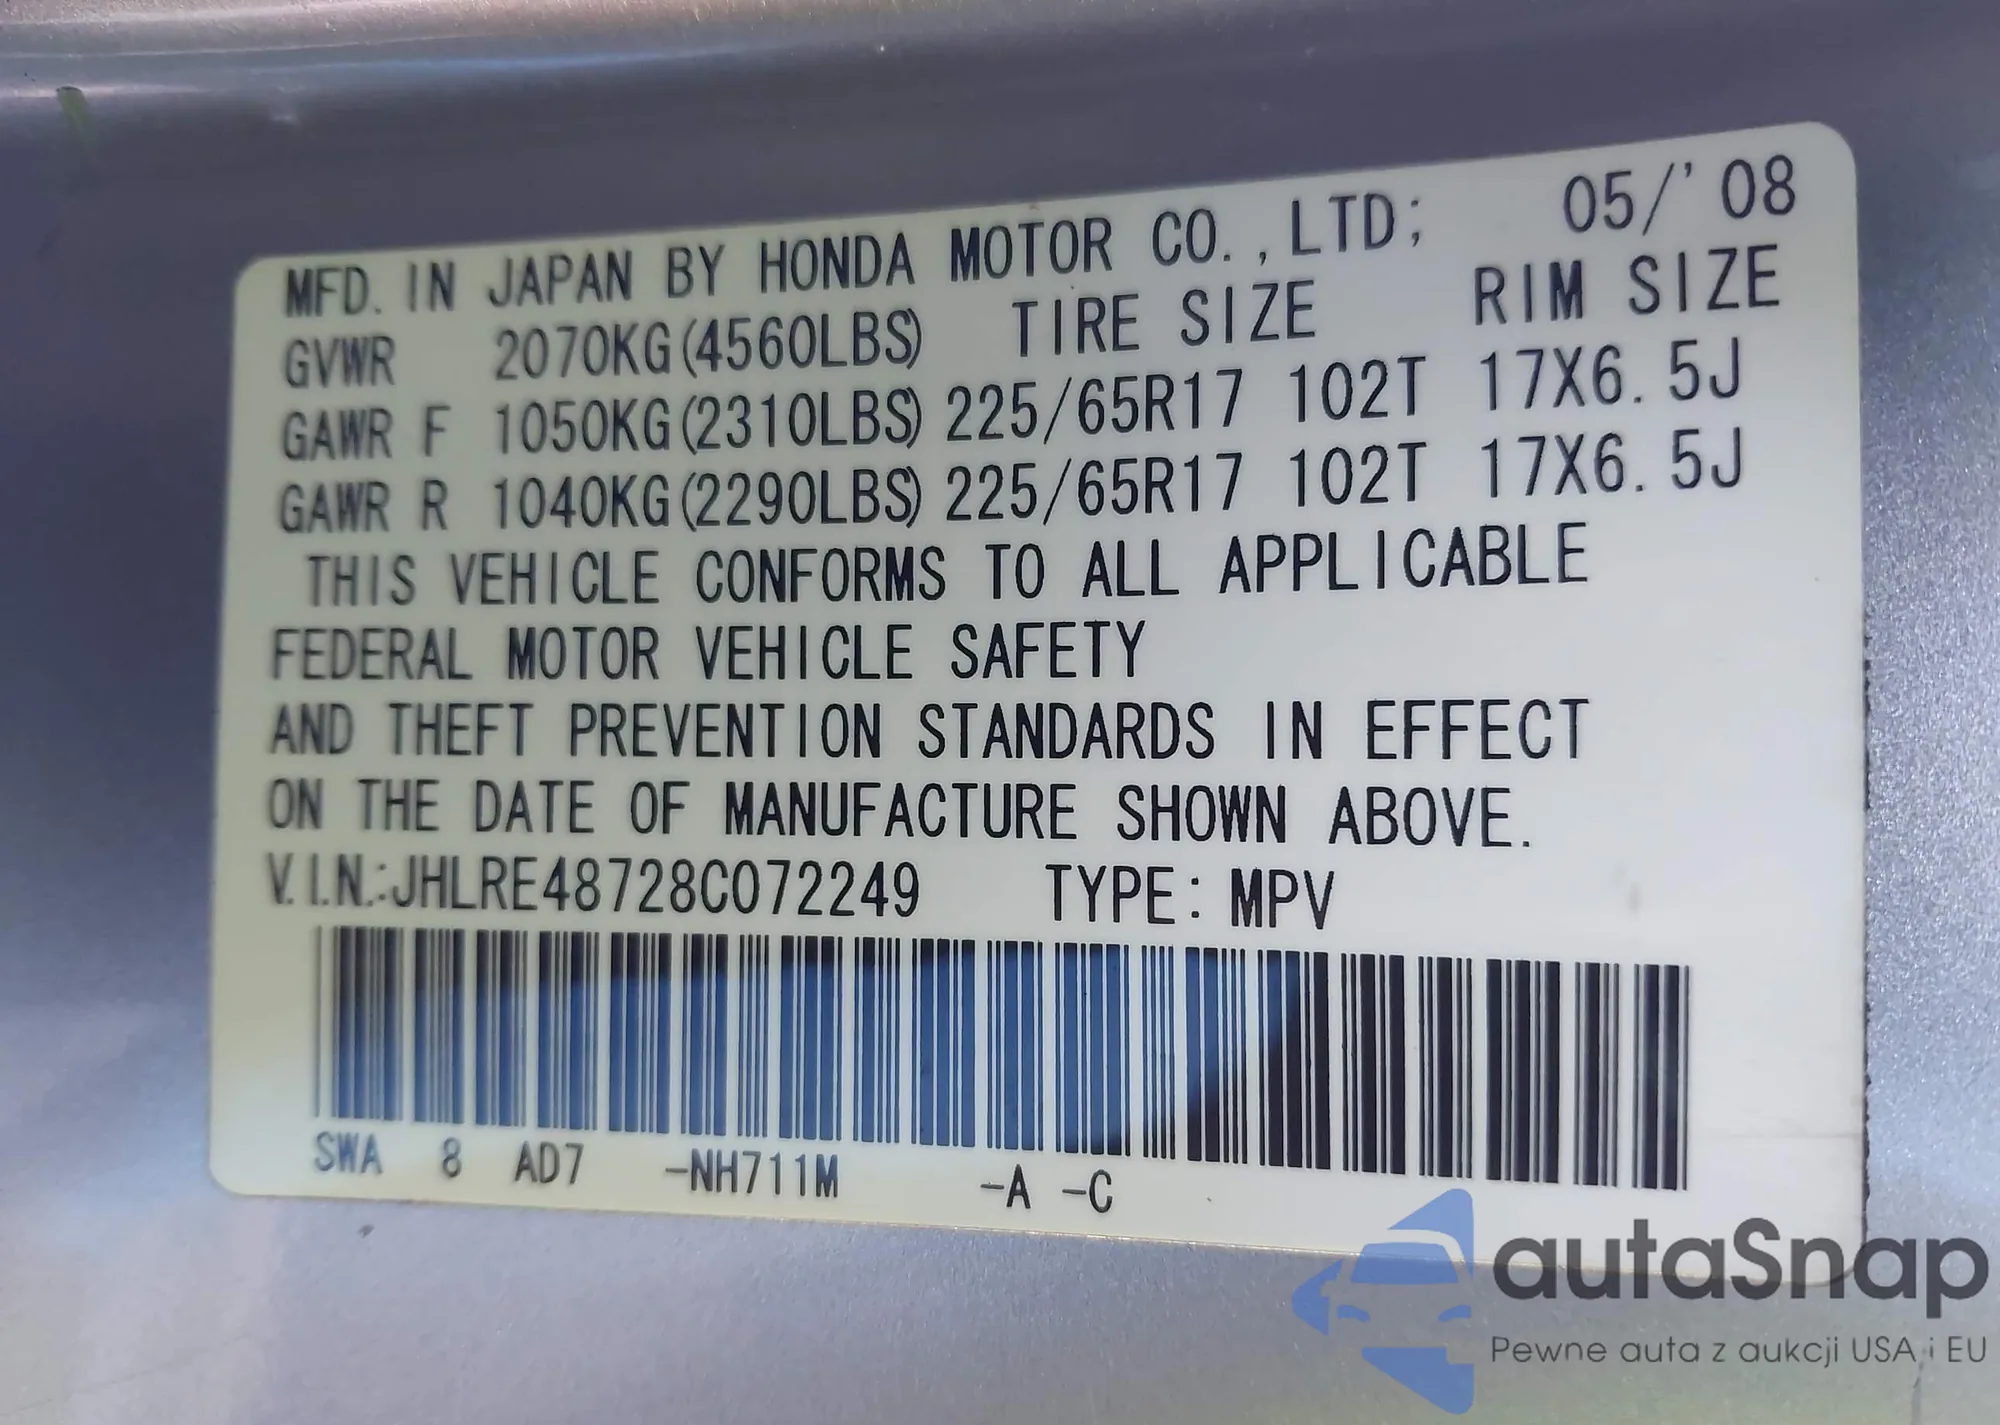 MFD. IN JAPAN BY HONDA MOTOR CO.,LTD; 05/'08
GVWR 2070KG(4560LBS) TIRE SIZE RIM SIZE
GAWR F 1050KG(2310LBS) 225/65R17 102T 17X6.5J
GAWR R 1040KG(2290LBS) 225/65R17 102T 17X6.5J
THIS VEHICLE CONFORMS TO ALL APPLICABLE
FEDERAL MOTOR VEHICLE SAFETY
AND THEFT PREVENTION STANDARDS IN EFFECT
ON THE DATE OF MANUFACTURE SHOWN ABOVE.
V.I.N.:JHLRE48728C072249 TYPE: MPV
SWA 8 AD7 -NH711M -A -C
autaSnap
Pewne auta z aukcji USA i EU